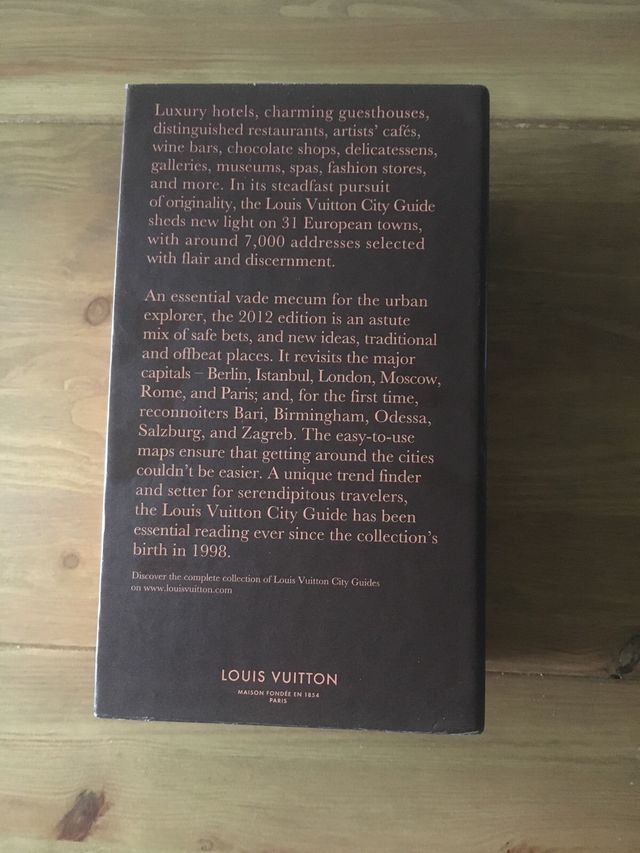 Luxury hotels, charming guesthouses,
distinguished restaurants, artists' cafés,
wine bars, chocolate shops, delicatessens,
galleries, museums, spas, fashion stores,
and more. In its steadfast pursuit
of originality, the Louis Vuitton City Guide
sheds new light on 31 European towns,
with around 7,000 addresses selected
with flair and discernment.
An essential vade mecum for the urban
explorer, the 2012 edition is an astute
mix of safe bets, and new ideas, traditional
and offbeat places. It revisits the major
capitals – Berlin, Istanbul, London, Moscow,
Rome, and Paris; and, for the first time,
reconnoiters Bari, Birmingham, Odessa,
Salzburg, and Zagreb. The easy-to-use
maps ensure that getting around the cities
couldn't be easier. A unique trend finder
and setter for serendipitous travelers,
the Louis Vuitton City Guide has been
essential reading ever since the collection's
birth in 1998.
Discover the complete collection of Louis Vuitton City Guides
on www.louisvuitton.com
LOUIS VUITTON
MAISON FONDÉE EN 1854
PARIS